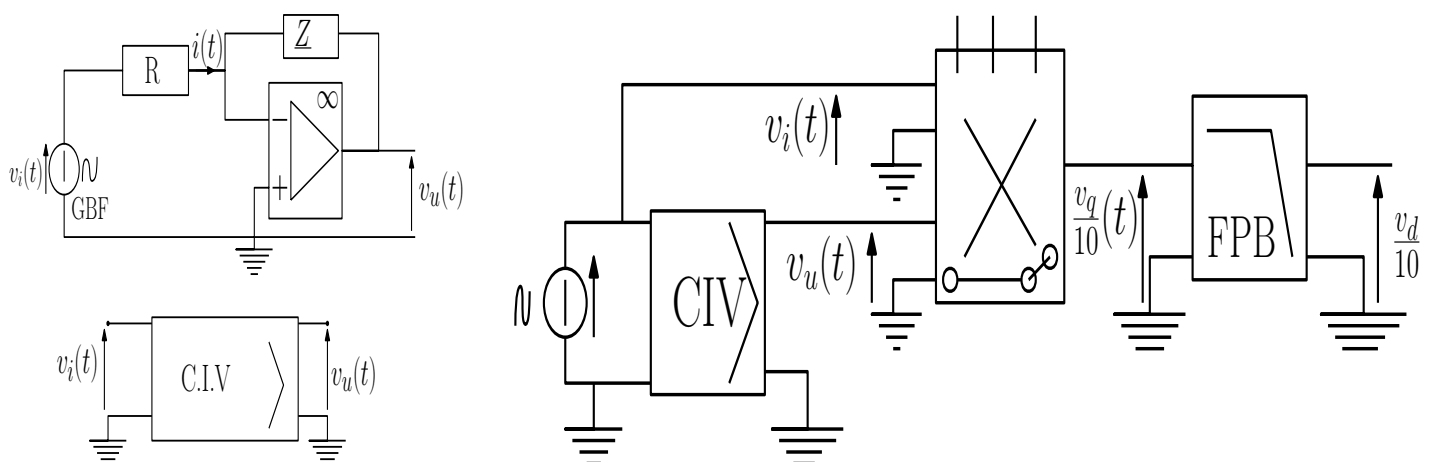 R
i(t)
Z
∞
−
+
v_i(t)
GBF
v_u(t)
v_i(t)
C.I.V
v_u(t)
v_i(t)
CIV
v_u(t)
v_q/10(t)
FPB
v_d/10